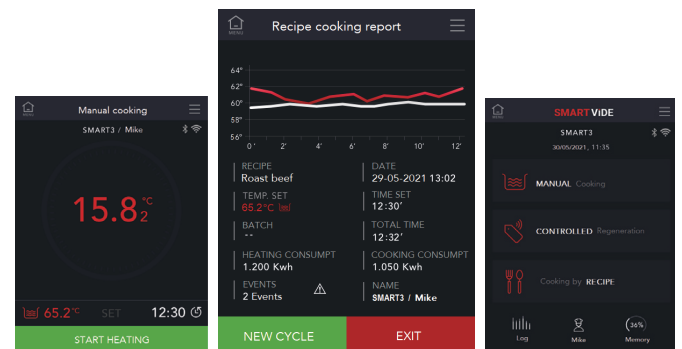 Manual cooking
MENU
SMART3 / Mike
15.8 °C
2
65.2°C SET 12:30
START HEATING
MENU
Recipe cooking report
64°
62°
60°
58°
56°
0' 2' 4' 6' 8' 10' 12'
RECIPE
Roast beef
DATE
29-05-2021 13:02
TEMP. SET
65.2°C
TIME SET
12:30'
BATCH
--
TOTAL TIME
12:32'
HEATING CONSUMPT
1.200 Kwh
COOKING CONSUMPT
1.050 Kwh
EVENTS
2 Events
NAME
SMART3 / Mike
NEW CYCLE
EXIT
MENU
SMARTVIDE
SMART3
30/05/2021, 11:35
MANUAL Cooking
CONTROLLED Regeneration
Cooking by RECIPE
Log
Mike
36%
Memory